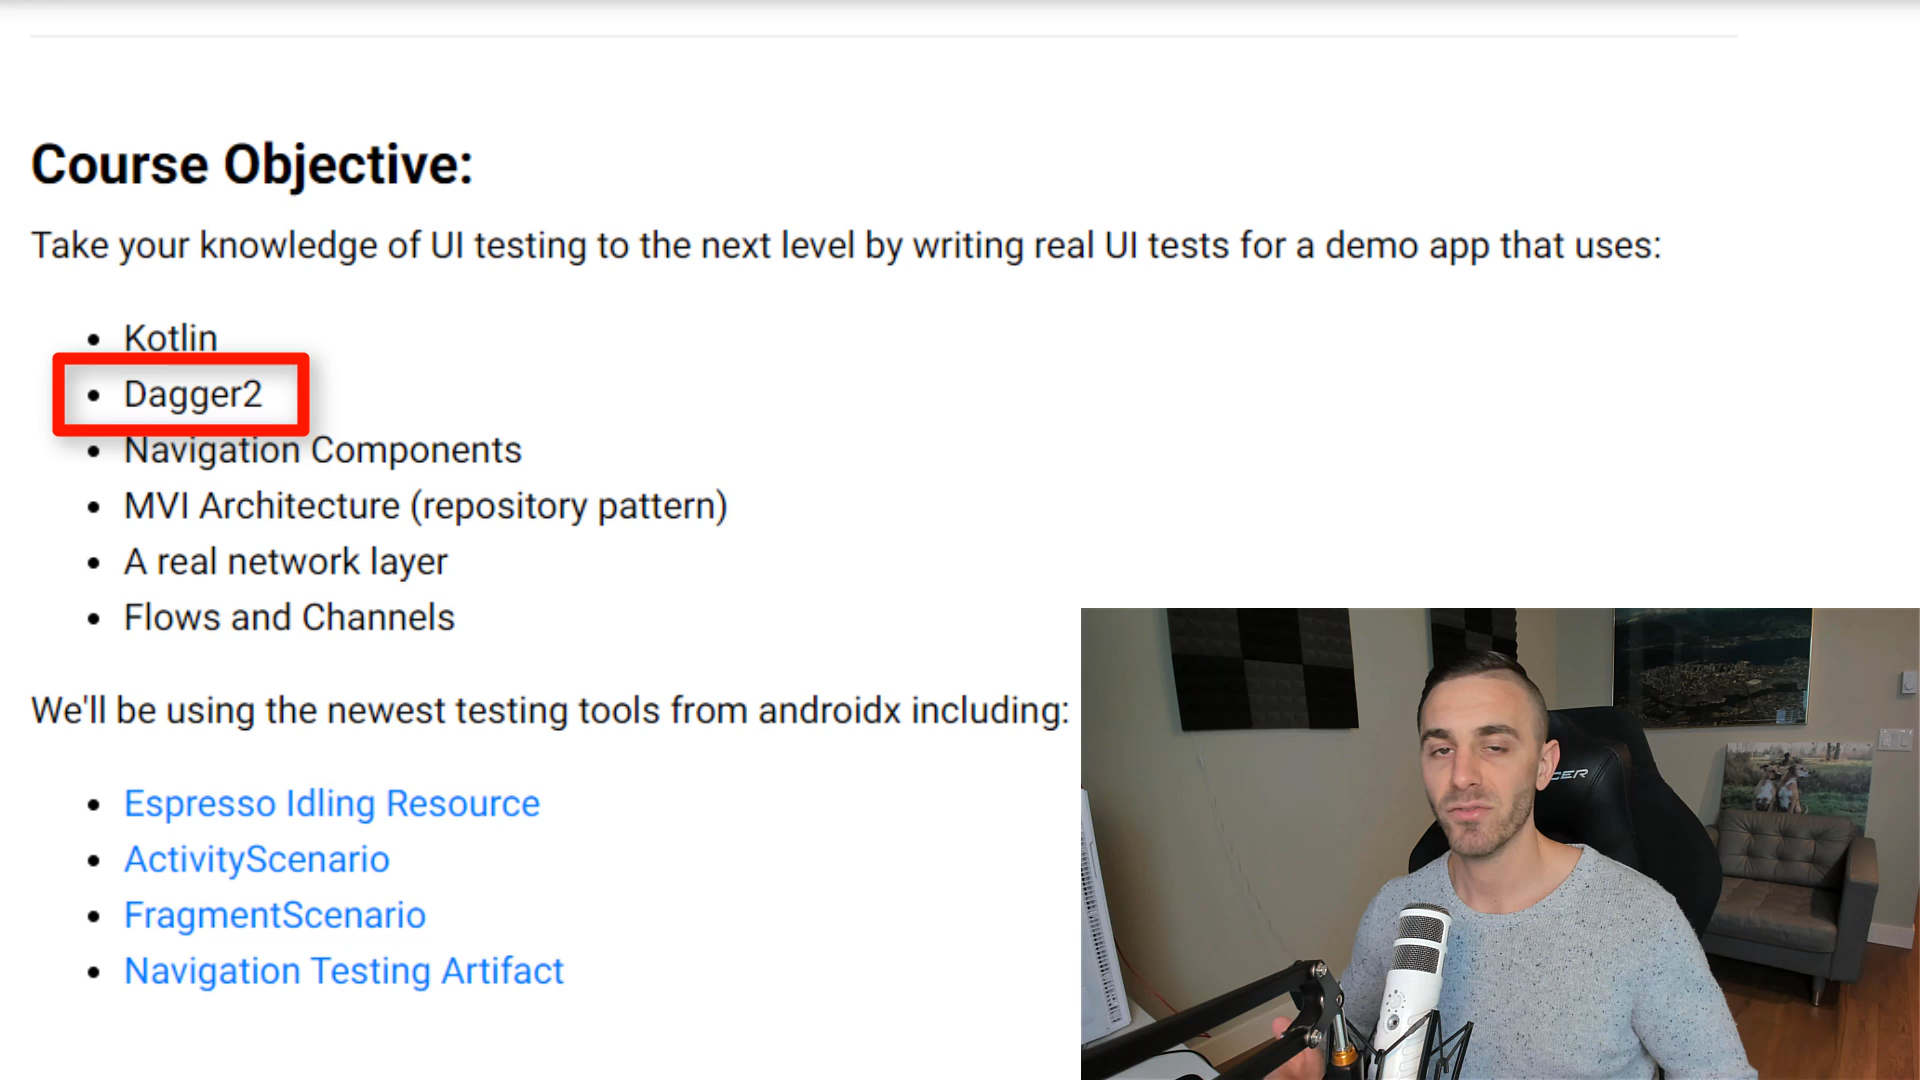 Course Objective:
Take your knowledge of UI testing to the next level by writing real UI tests for a demo app that uses:
• Kotlin
• Dagger2
• Navigation Components
• MVI Architecture (repository pattern)
• A real network layer
• Flows and Channels
We'll be using the newest testing tools from androidx including:
• Espresso Idling Resource
• ActivityScenario
• FragmentScenario
• Navigation Testing Artifact
CER